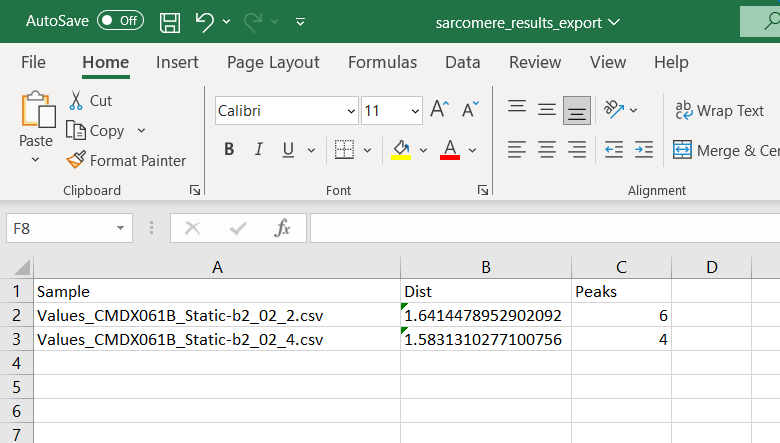 AutoSave Off sarcomere_results_export
File Home Insert Page Layout Formulas Data Review View Help
Paste
Cut
Copy
Format Painter
Clipboard
Calibri 11
B I U A
Font
ab Wrap Text
Merge & Cen
Alignment
F8 fx
A B C D
1 Sample Dist Peaks
2 Values_CMDX061B_Static-b2_02_2.csv 1.6414478952902092 6
3 Values_CMDX061B_Static-b2_02_4.csv 1.5831310277100756 4
4
5
6
7